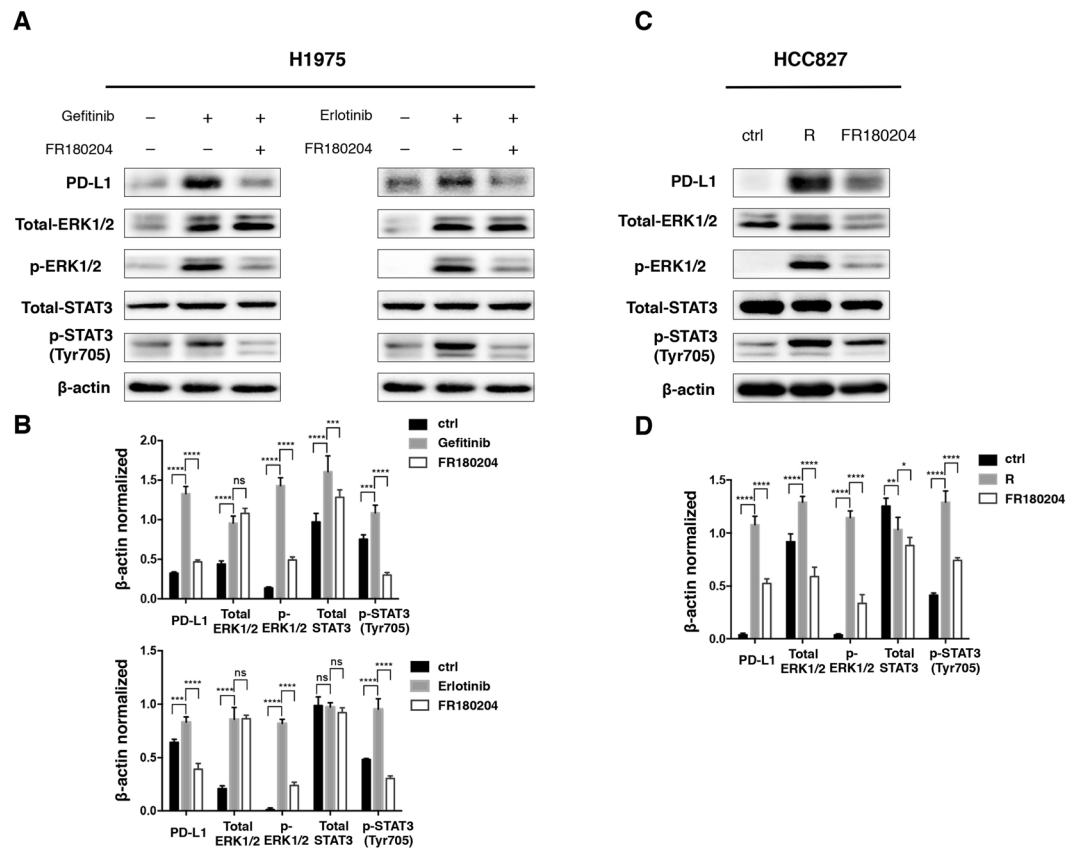 A
H1975
Gefitinib − + +
FR180204 − − +
Erlotinib − + +
FR180204 − − +
PD-L1
Total-ERK1/2
p-ERK1/2
Total-STAT3
p-STAT3
(Tyr705)
β-actin
C
HCC827
ctrl R FR180204
PD-L1
Total-ERK1/2
p-ERK1/2
Total-STAT3
p-STAT3
(Tyr705)
β-actin
B
ctrl
Gefitinib
FR180204
β-actin normalized
2.0
1.5
1.0
0.5
0.0
**** **** **** ns **** **** **** *** *** ****
PD-L1 Total p- Total p-STAT3
ERK1/2 ERK1/2 STAT3 (Tyr705)
ctrl
Erlotinib
FR180204
β-actin normalized
1.5
1.0
0.5
0.0
*** **** **** ns **** **** ns ns **** ****
PD-L1 Total p- Total p-STAT3
ERK1/2 ERK1/2 STAT3 (Tyr705)
D
ctrl
R
FR180204
β-actin normalized
1.5
1.0
0.5
0.0
**** **** **** **** **** **** ** * **** ****
PD-L1 Total p- Total p-STAT3
ERK1/2 ERK1/2 STAT3 (Tyr705)